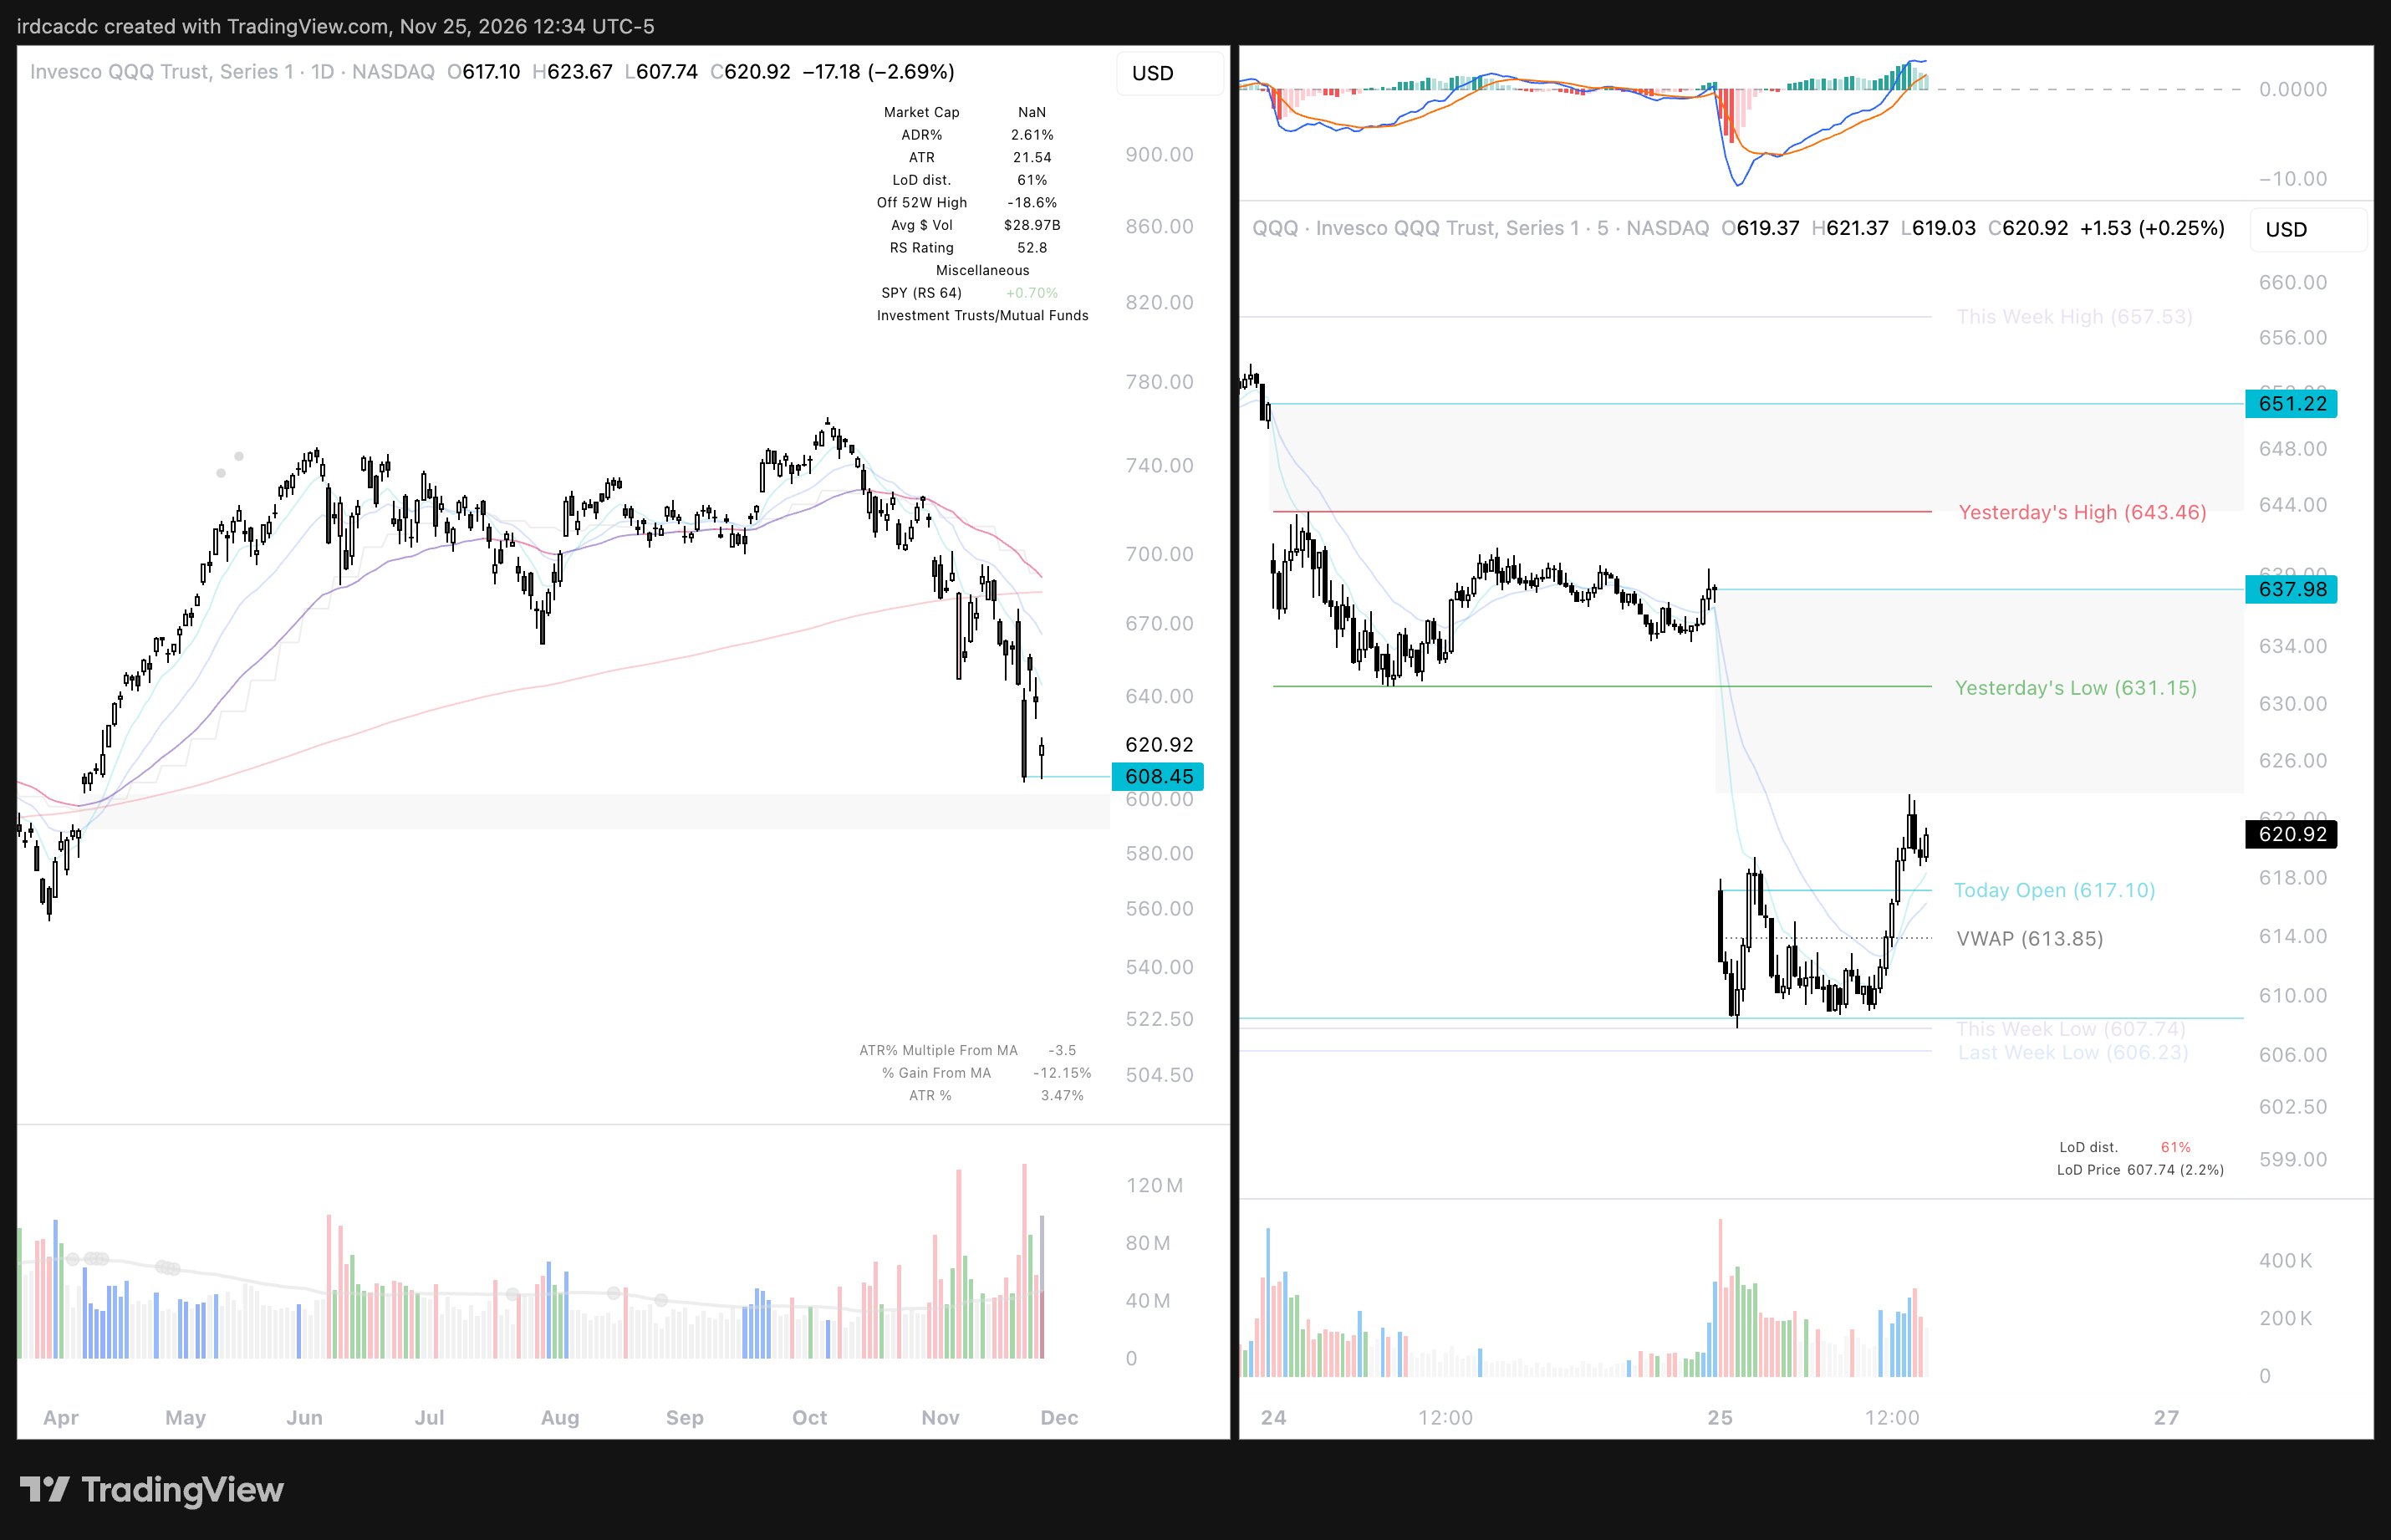 irdcacdc created with TradingView.com, Nov 25, 2026 12:34 UTC-5
Invesco QQQ Trust, Series 1 · 1D · NASDAQ O617.10 H623.67 L607.74 C620.92 −17.18 (−2.69%)
USD
Market Cap NaN
ADR% 2.61%
ATR 21.54
LoD dist. 61%
Off 52W High -18.6%
Avg $ Vol $28.97B
RS Rating 52.8
Miscellaneous
SPY (RS 64) +0.70%
Investment Trusts/Mutual Funds
900.00
860.00
820.00
780.00
740.00
700.00
670.00
640.00
620.92
608.45
600.00
580.00
560.00
540.00
522.50
504.50
ATR% Multiple From MA -3.5
% Gain From MA -12.15%
ATR % 3.47%
120 M
80 M
40 M
0
Apr May Jun Jul Aug Sep Oct Nov Dec
0.0000
−10.00
QQQ · Invesco QQQ Trust, Series 1 · 5 · NASDAQ O619.37 H621.37 L619.03 C620.92 +1.53 (+0.25%)
USD
660.00
This Week High (657.53)
656.00
651.22
648.00
644.00
Yesterday's High (643.46)
637.98
634.00
Yesterday's Low (631.15)
630.00
626.00
622.00
620.92
618.00
Today Open (617.10)
614.00
VWAP (613.85)
610.00
This Week Low (607.74)
Last Week Low (606.23)
606.00
602.50
LoD dist. 61%
599.00
LoD Price 607.74 (2.2%)
400 K
200 K
0
24 12:00 25 12:00 27
TradingView